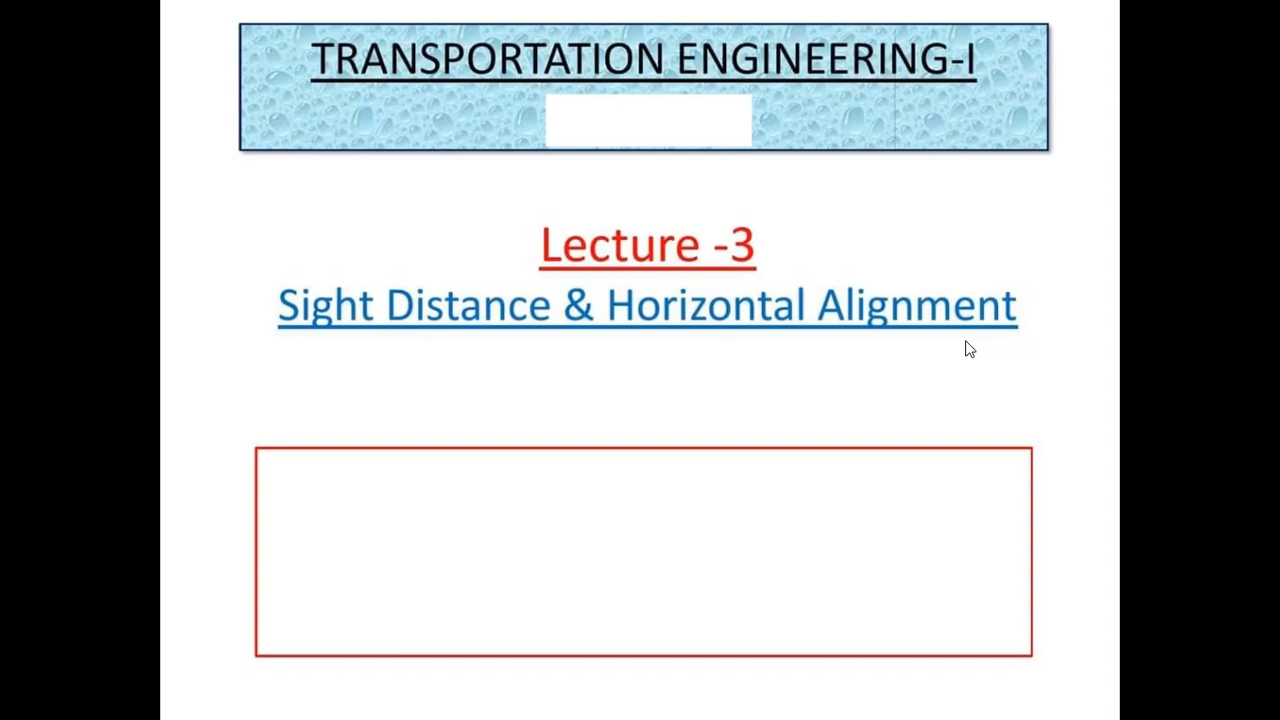 TRANSPORTATION ENGINEERING-I
Lecture -3
Sight Distance & Horizontal Alignment